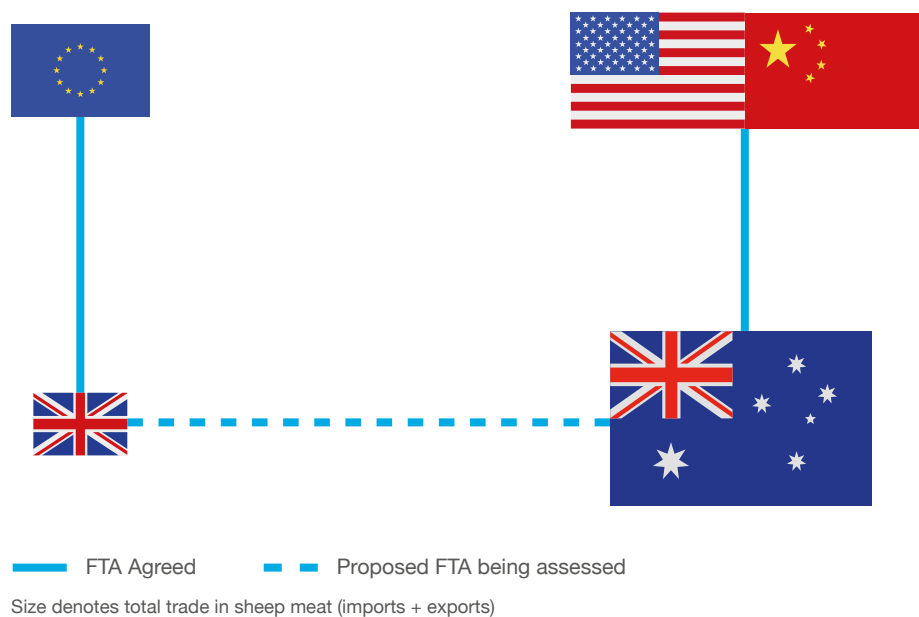 FTA Agreed
Proposed FTA being assessed
Size denotes total trade in sheep meat (imports + exports)